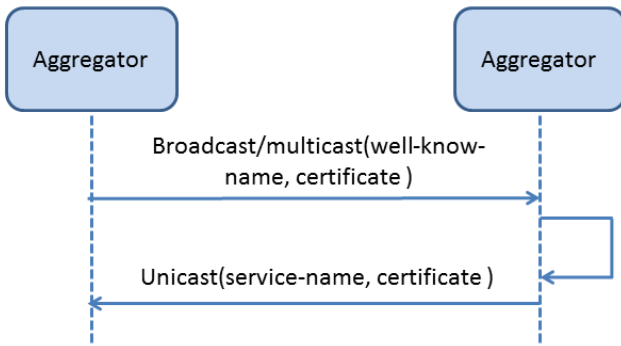 Aggregator
Aggregator
Broadcast/multicast(well-know-
name, certificate )
Unicast(service-name, certificate )